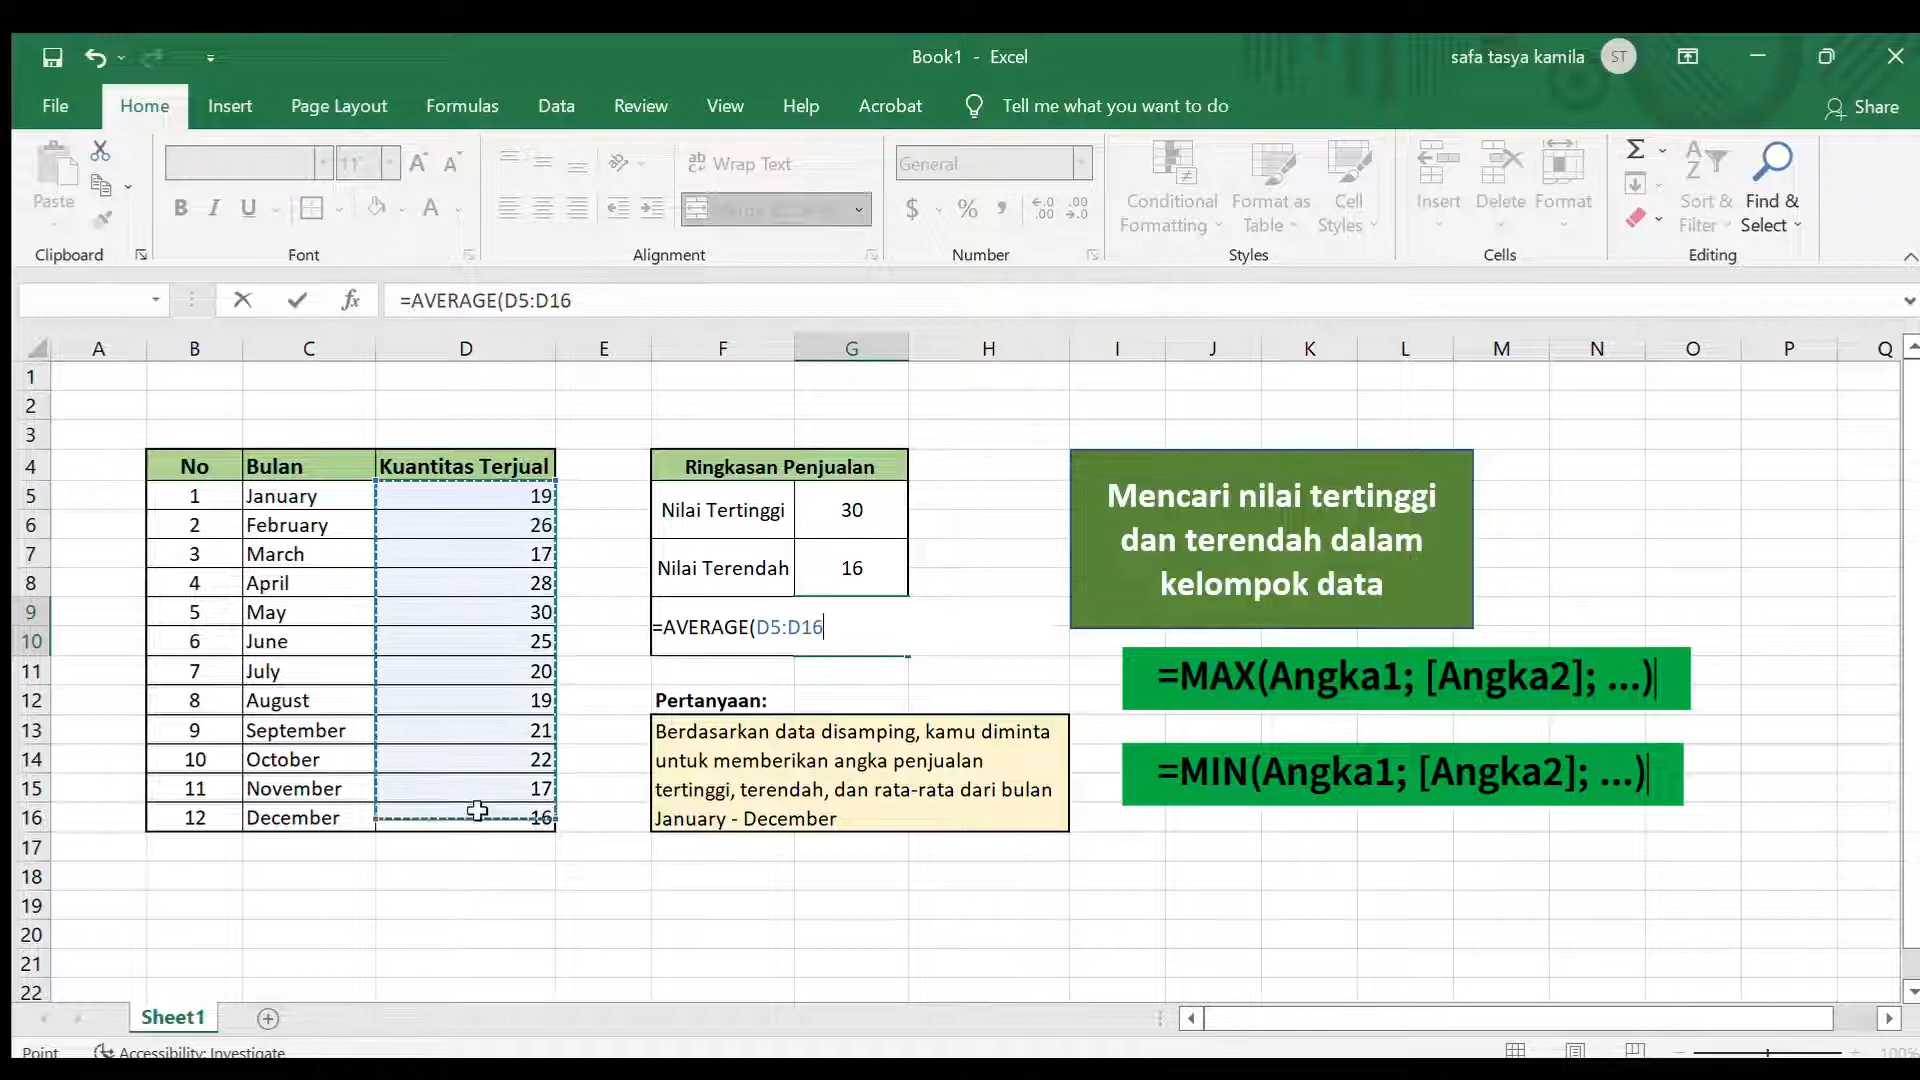 Book1 - Excel
safa tasya kamila ST
File Home Insert Page Layout Formulas Data Review View Help Acrobat Tell me what you want to do Share
Paste
11
Wrap Text
General
Conditional Formatting
Format as Table
Cell Styles
Insert Delete Format
Sort & Filter
Find & Select
Clipboard Font Alignment Number Styles Cells Editing
=AVERAGE(D5:D16
A B C D E F G H I J K L M N O P Q
1
2
3
4 No Bulan Kuantitas Terjual Ringkasan Penjualan
5 1 January 19
6 2 February 26
Nilai Tertinggi 30
7 3 March 17
8 4 April 28
Nilai Terendah 16
9 5 May 30
10 6 June 25
=AVERAGE(D5:D16
11 7 July 20
12 8 August 19 Pertanyaan:
13 9 September 21 Berdasarkan data disamping, kamu diminta
14 10 October 22 untuk memberikan angka penjualan
15 11 November 17 tertinggi, terendah, dan rata-rata dari bulan
16 12 December 16 January - December
17
18
19
20
21
22
Mencari nilai tertinggi
dan terendah dalam
kelompok data
=MAX(Angka1; [Angka2]; ...)
=MIN(Angka1; [Angka2]; ...)
Sheet1
Point Accessibility: Investigate 100%